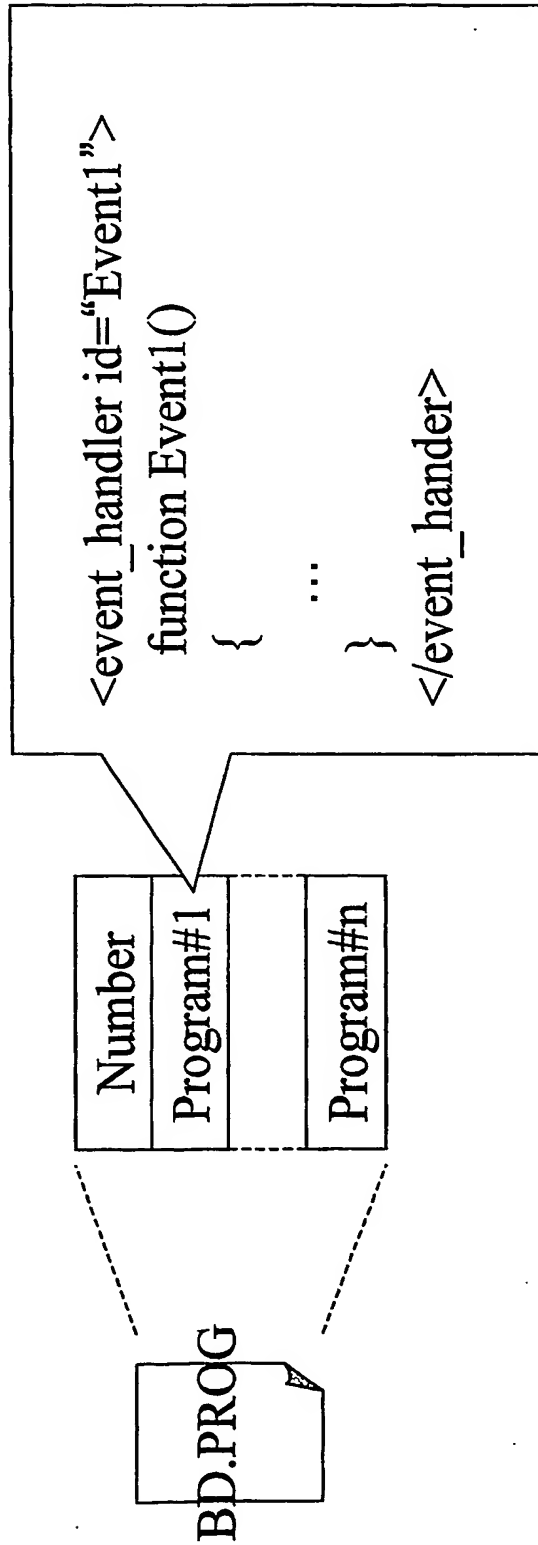 BD.PROG
Number
Program#1
Program#n
<event_handler id=“Event1”>
function Event1()
{
...
}
</event_hander>